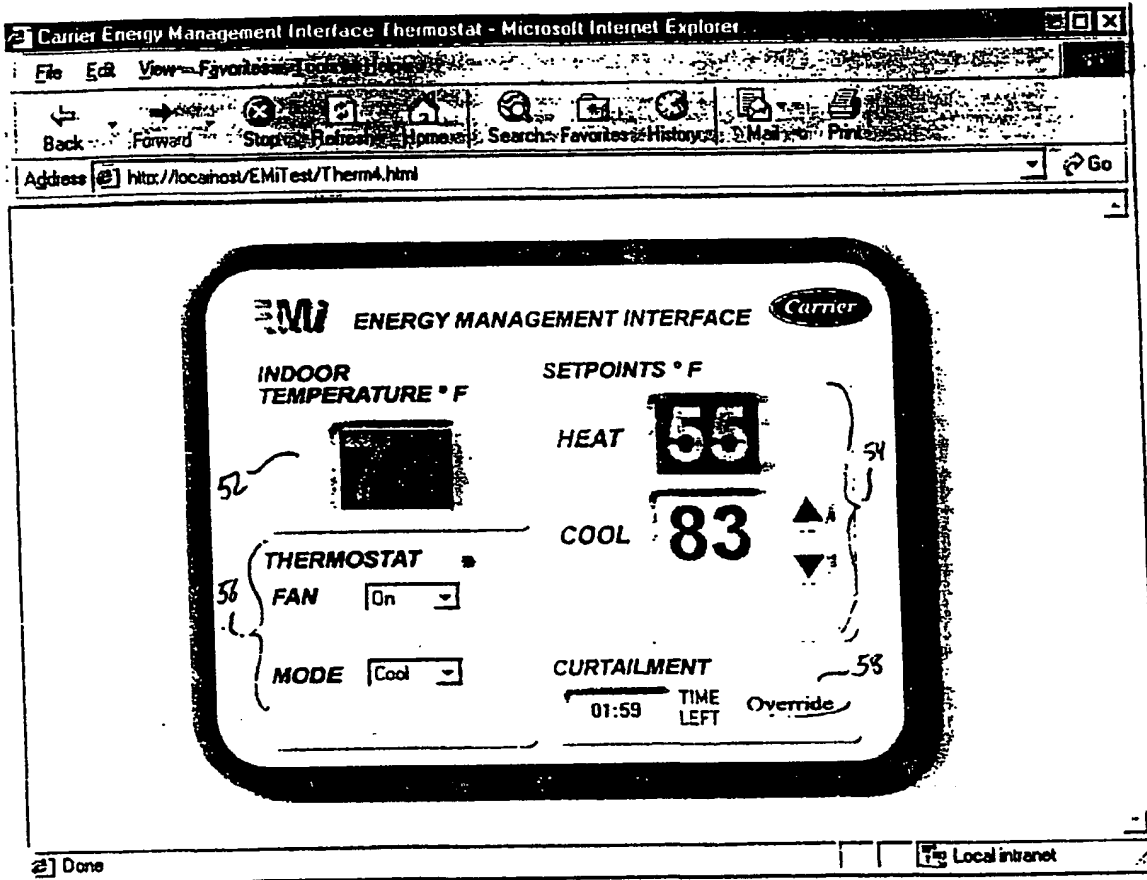 Carrier Energy Management Interface Thermostat - Microsoft Internet Explorer
File Edit View Favorites
Back Forward Stop Refresh Home Search Favorites History Mail Print
Address http://localhost/EMiTest/Therm4.html Go
EMi ENERGY MANAGEMENT INTERFACE Carrier
INDOOR
TEMPERATURE ° F
52
SETPOINTS ° F
HEAT 55
COOL 83
54
THERMOSTAT
FAN On
MODE Cool
56
CURTAILMENT
01:59 TIME
LEFT
Override
58
Done Local intranet